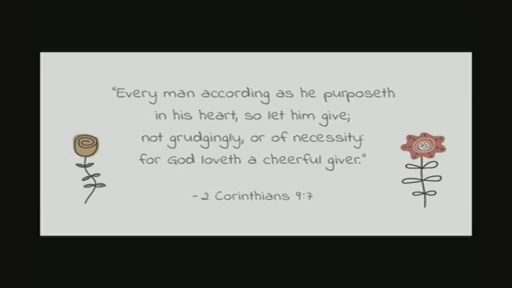 "Every man according as he purposeth
in his heart, so let him give;
not grudgingly, or of necessity:
for God loveth a cheerful giver."
- 2 Corinthians 9:7